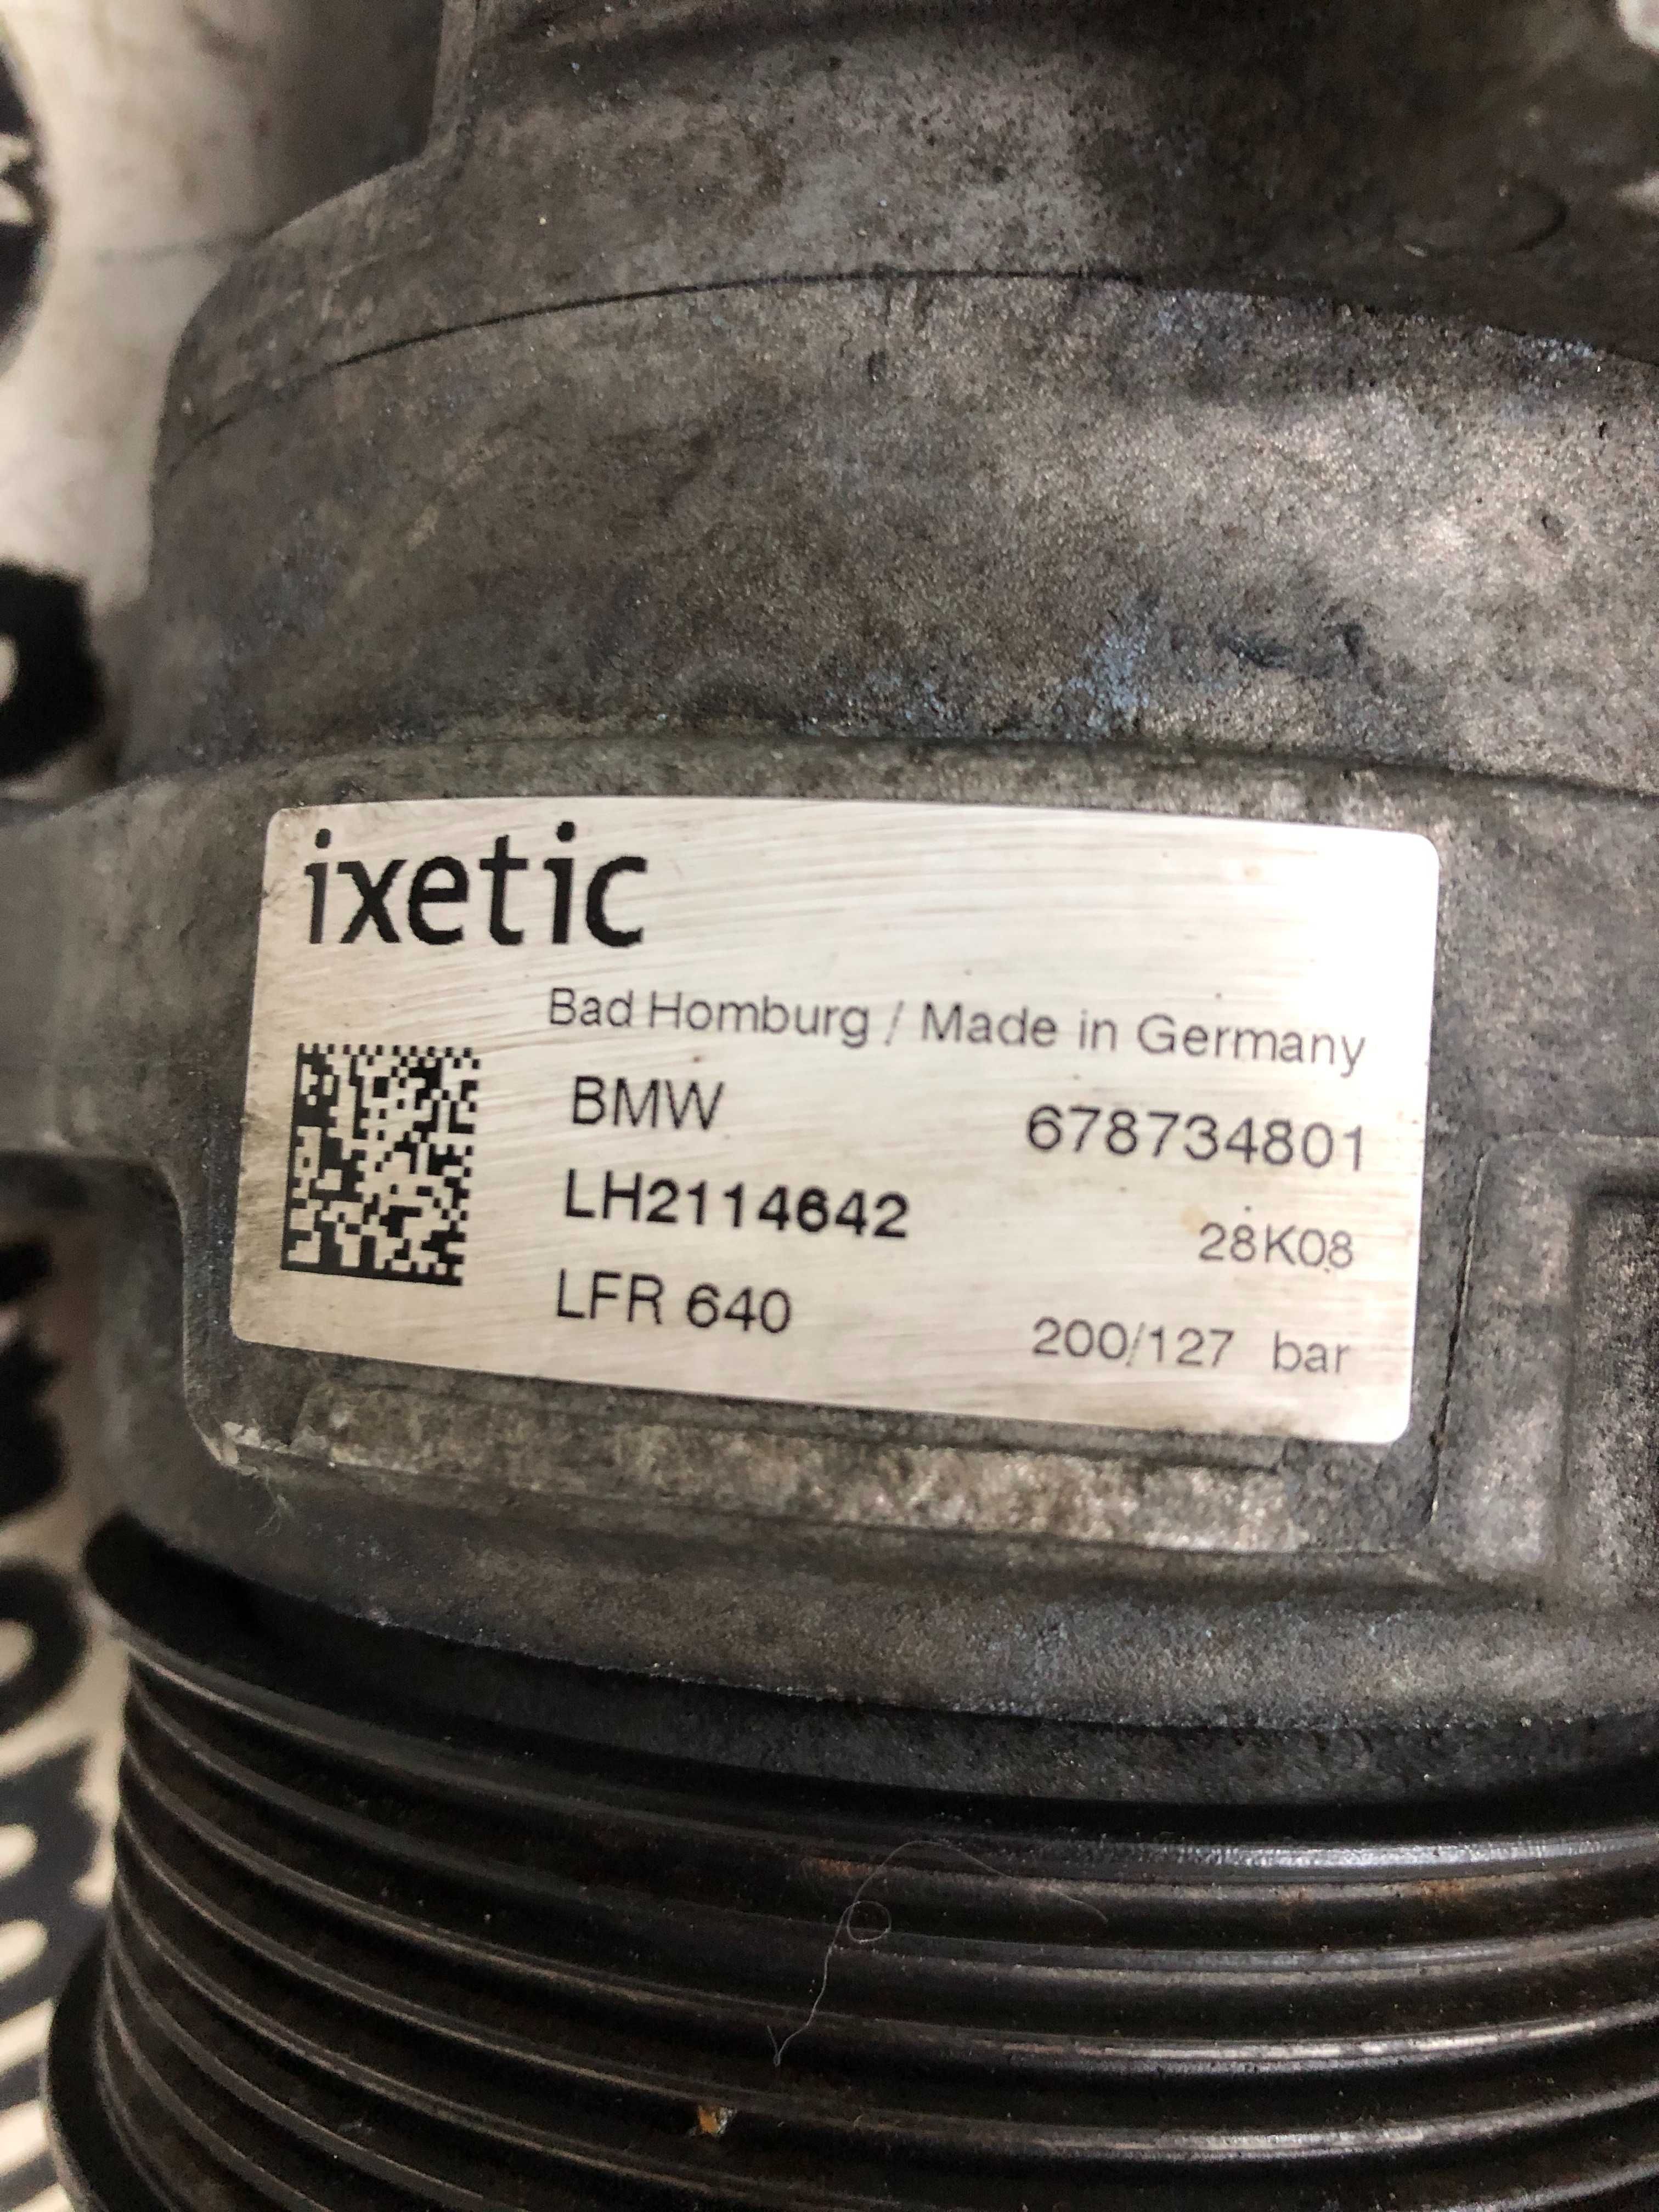 ixetic
Bad Homburg / Made in Germany
BMW 678734801
LH2114642 28K08
LFR 640 200/127 bar